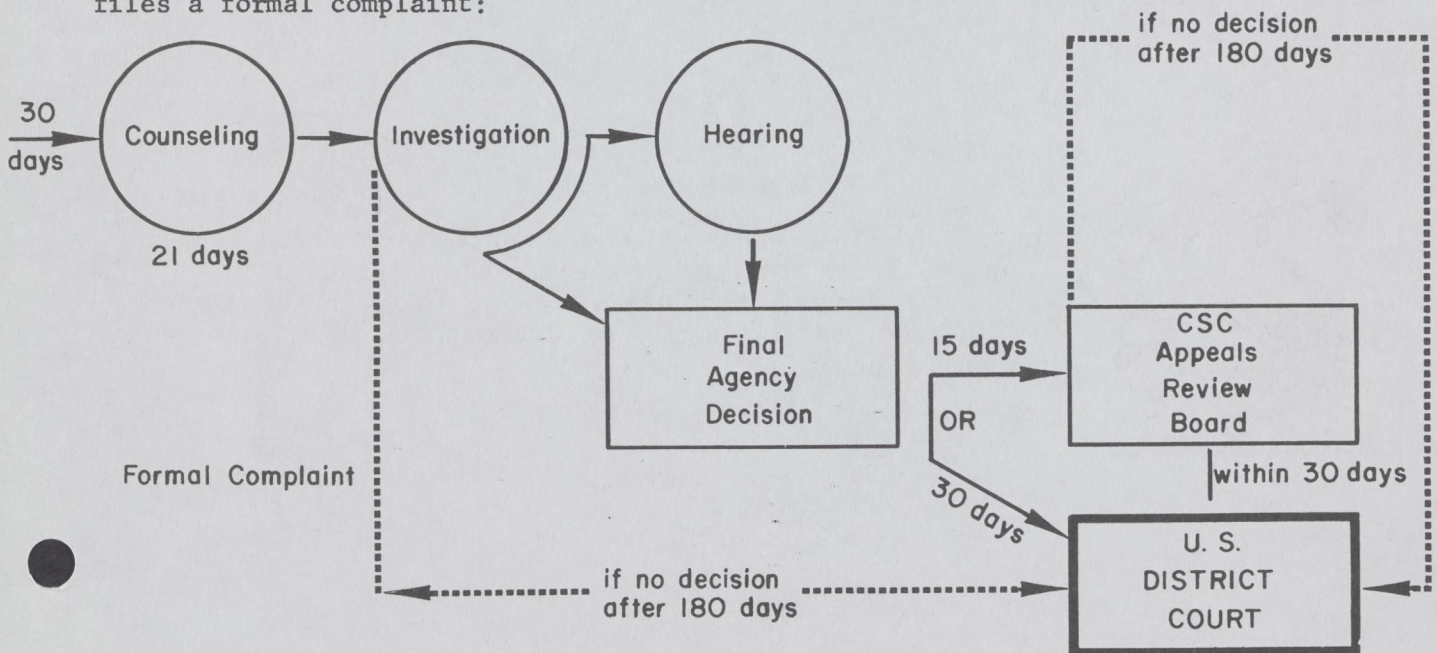 files a formal complaint:
if no decision
after 180 days
30
days
Counseling
Investigation
Hearing
21 days
Final
Agency
Decision
15 days
OR
30 days
CSC
Appeals
Review
Board
within 30 days
Formal Complaint
if no decision
after 180 days
U. S.
DISTRICT
COURT